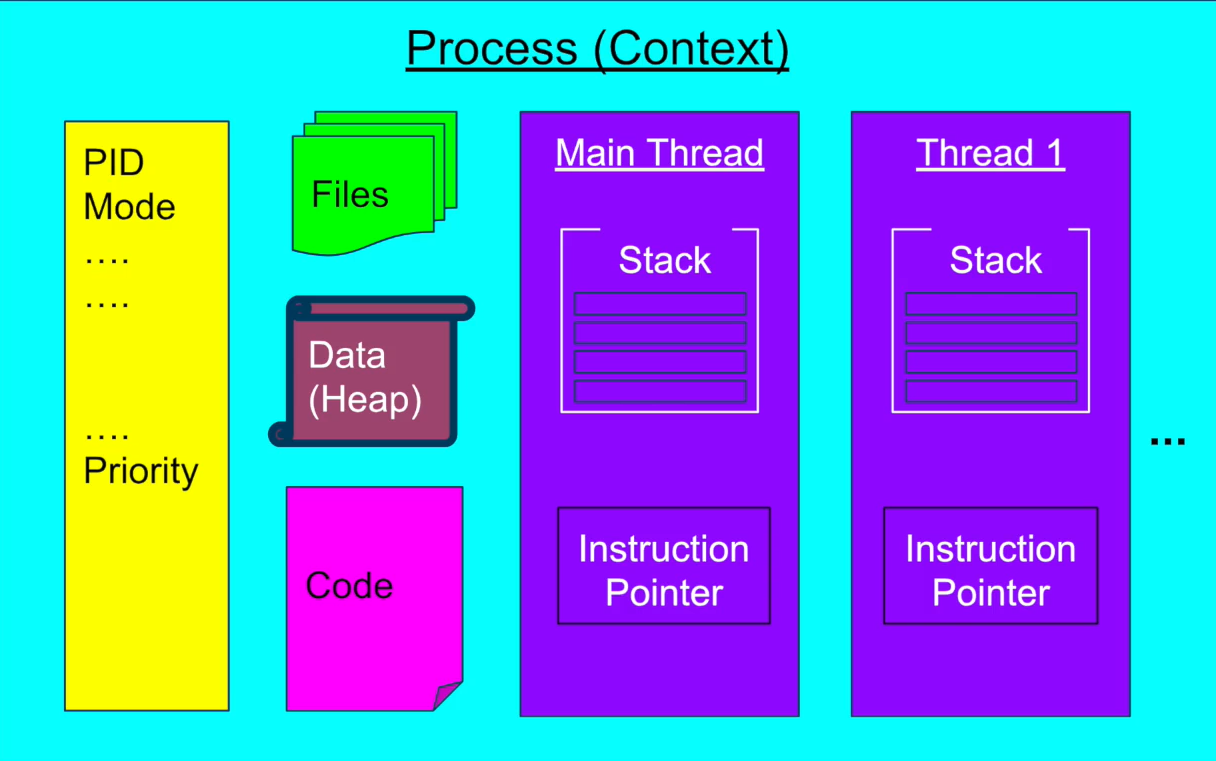 Process (Context)
PID
Mode
....
....
....
Priority
Files
Data
(Heap)
Code
Main Thread
Stack
Instruction
Pointer
Thread 1
Stack
Instruction
Pointer
...